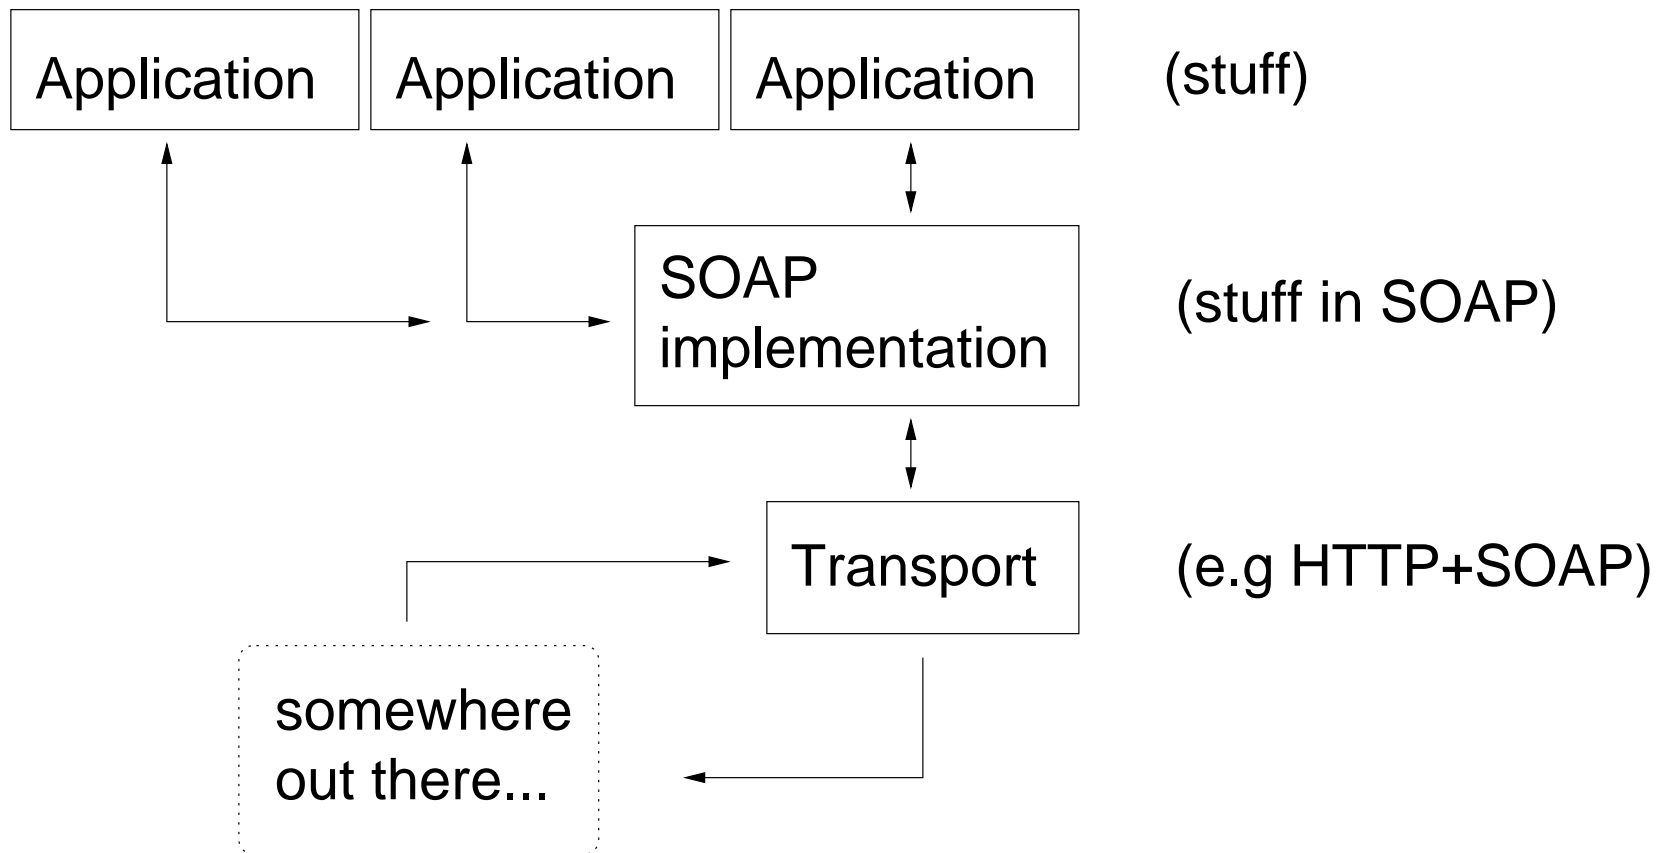 Application
Application
Application
(stuff)
SOAP
implementation
(stuff in SOAP)
Transport
(e.g HTTP+SOAP)
somewhere
out there...